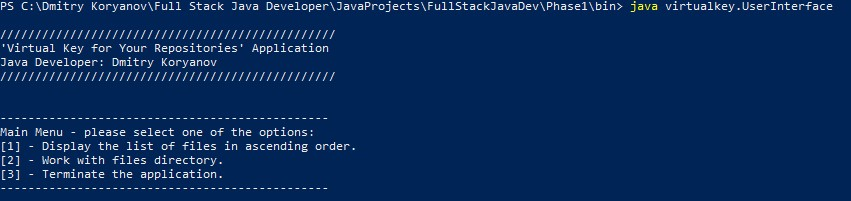 PS C:\Dmitry Koryanov\Full Stack Java Developer\JavaProjects\FullStackJavaDev\Phase1\bin> java virtualkey.UserInterface
////////////////////////////////////////////////
'Virtual Key for Your Repositories' Application
Java Developer: Dmitry Koryanov
////////////////////////////////////////////////
-----------------------------------------------
Main Menu - please select one of the options:
[1] - Display the list of files in ascending order.
[2] - Work with files directory.
[3] - Terminate the application.
-----------------------------------------------